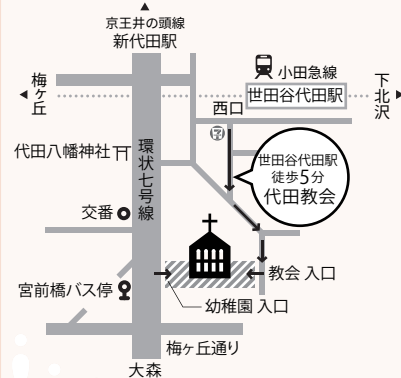 京王井の頭線
新代田駅
小田急線
世田谷代田駅
梅ヶ丘
下北沢
西口
7
代田八幡神社
環状七号線
世田谷代田駅
徒歩5分
代田教会
交番
宮前橋バス停
教会 入口
幼稚園 入口
梅ヶ丘通り
大森